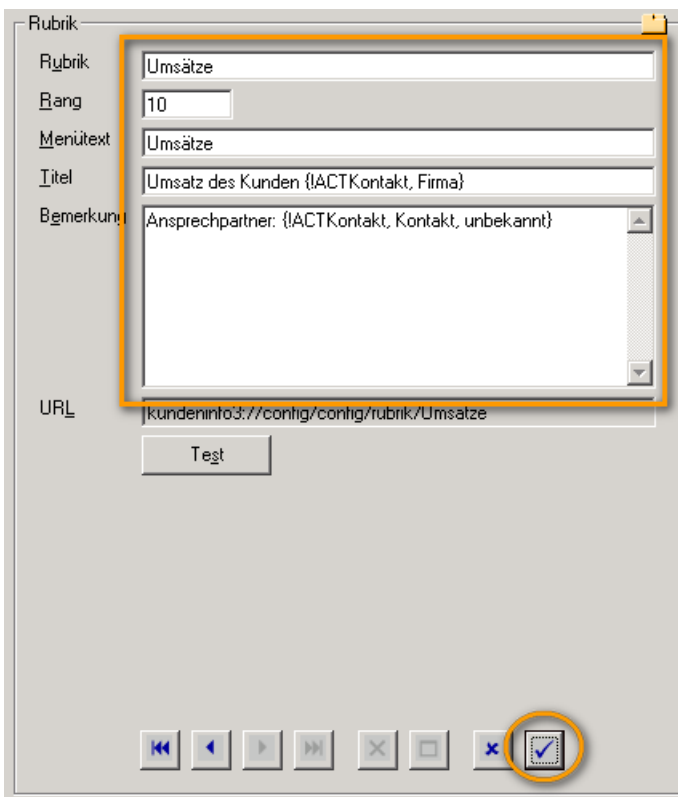 Rubrik
Rubrik Umsätze
Rang 10
Menütext Umsätze
Titel Umsatz des Kunden {!ACTKontakt, Firma}
Bemerkung Ansprechpartner: {!ACTKontakt, Kontakt, unbekannt}
URL kundeninfo3://config/config/rubrik/Umsätze
Test